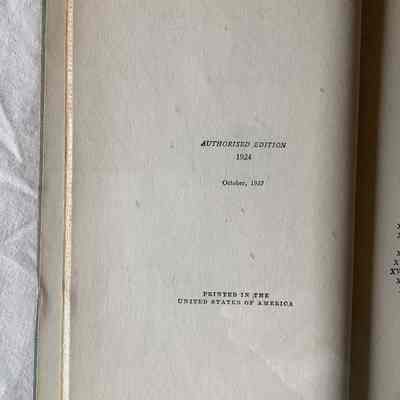 AUTHORISED EDITION
1924
October, 1937
PRINTED IN THE
UNITED STATES OF AMERICA